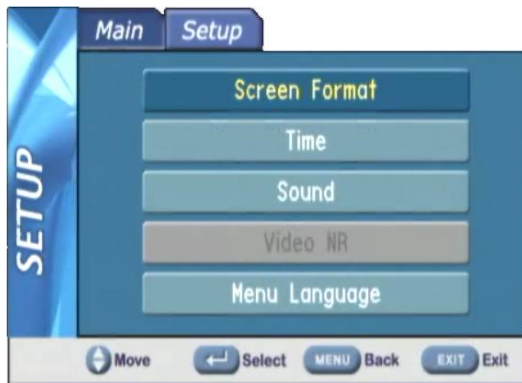 Main Setup
SETUP
Screen Format
Time
Sound
Video NR
Menu Language
Move Select MENU Back EXIT Exit